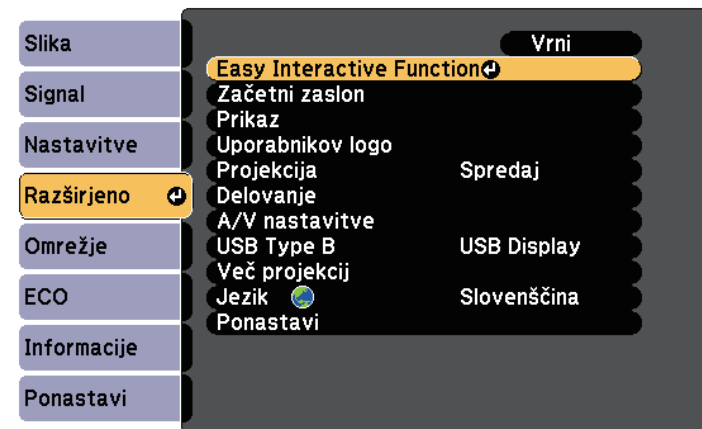 Slika
Signal
Nastavitve
Razširjeno
Omrežje
ECO
Informacije
Ponastavi
Vrni
Easy Interactive Function
Začetni zaslon
Prikaz
Uporabnikov logo
Projekcija Spredaj
Delovanje
A/V nastavitve
USB Type B USB Display
Več projekcij
Jezik Slovenščina
Ponastavi